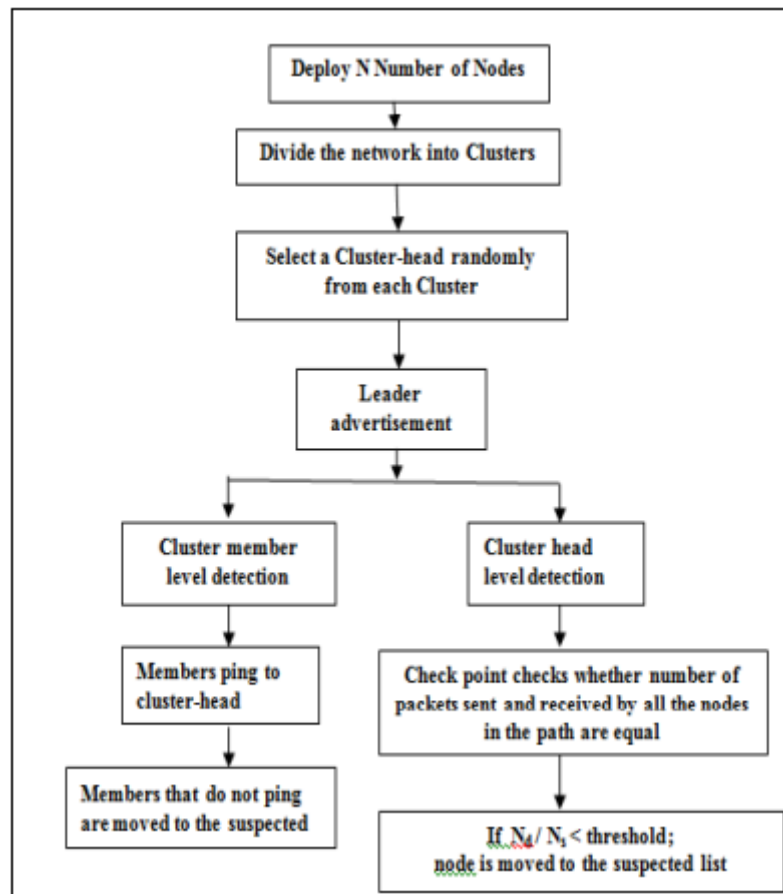 Deploy N Number of Nodes
Divide the network into Clusters
Select a Cluster-head randomly
from each Cluster
Leader
advertisement
Cluster member
level detection
Cluster head
level detection
Members ping to
cluster-head
Check point checks whether number of
packets sent and received by all the nodes
in the path are equal
Members that do not ping
are moved to the suspected
If Nd / Ns < threshold;
node is moved to the suspected list